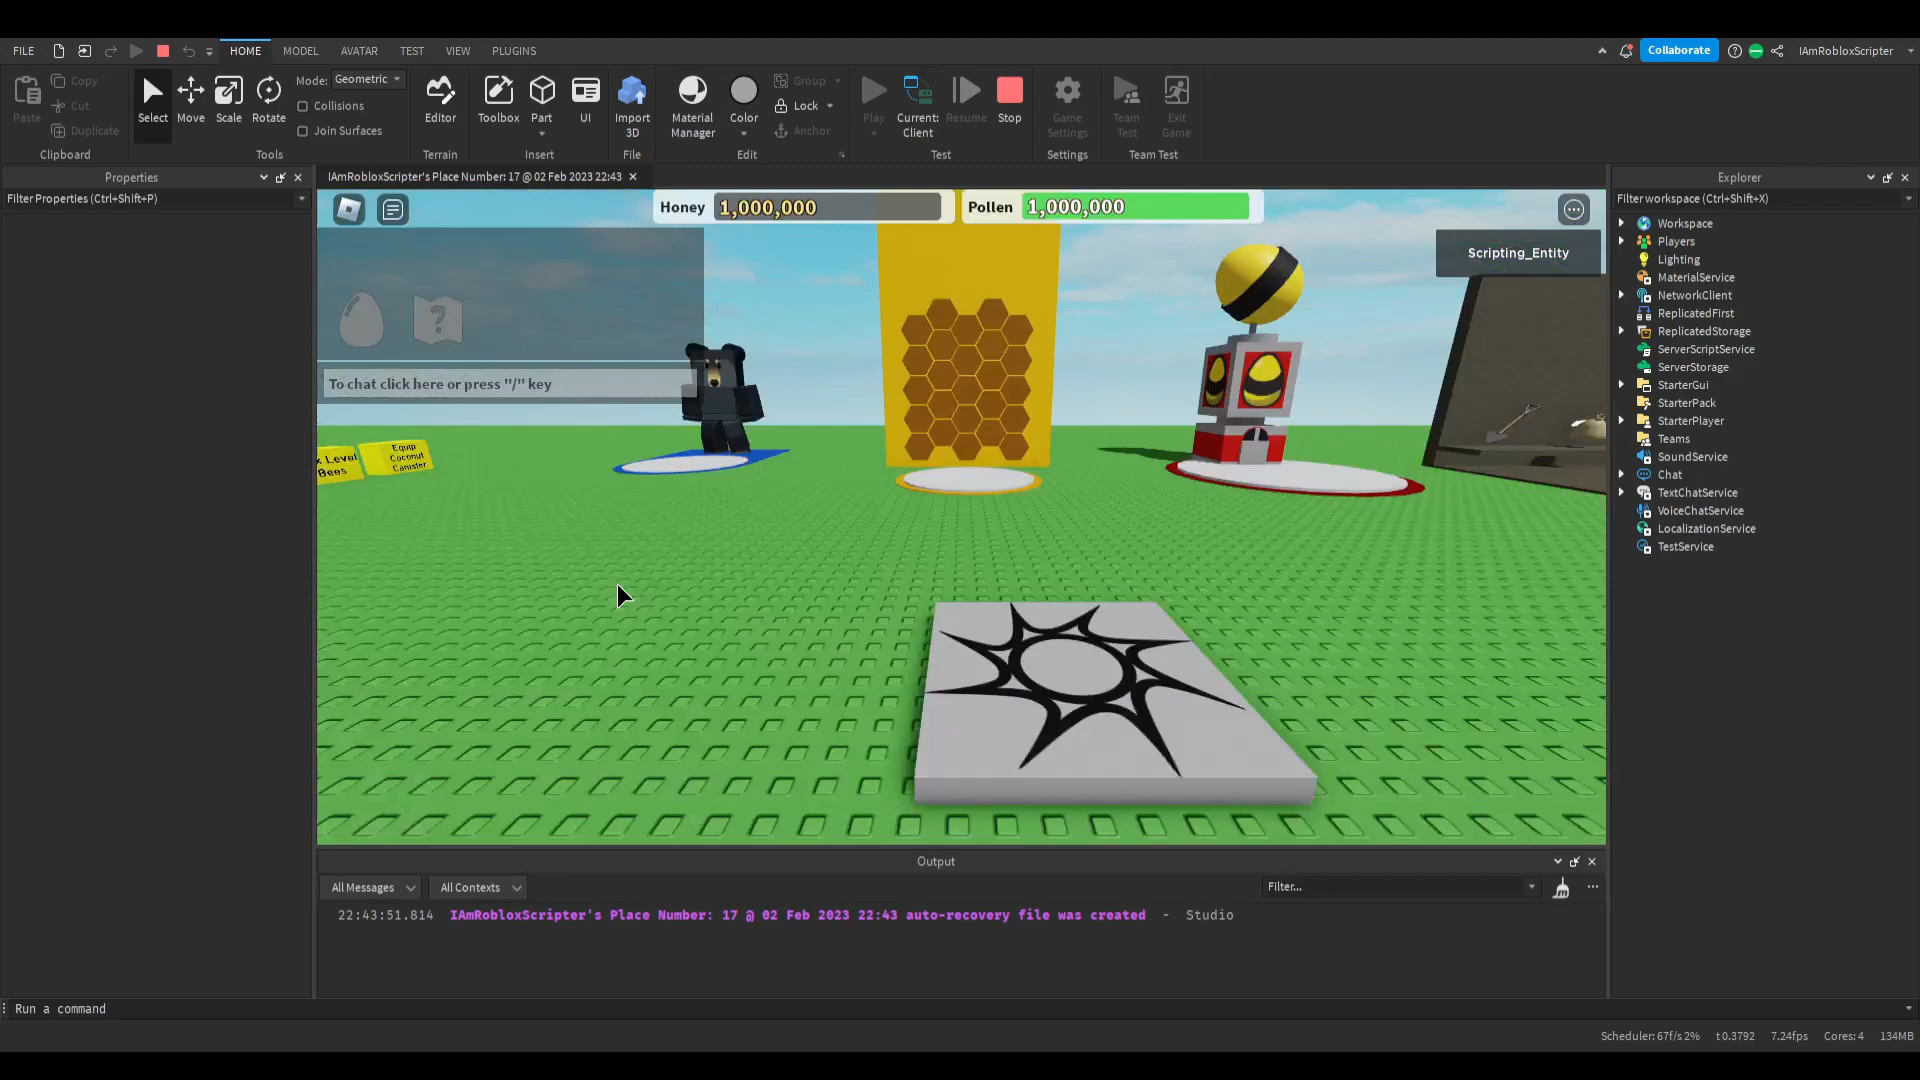 FILE
HOME
MODEL
AVATAR
TEST
VIEW
PLUGINS
Collaborate
IAmRobloxScripter
Paste
Copy
Cut
Duplicate
Clipboard
Select
Move
Scale
Rotate
Mode: Geometric
Collisions
Join Surfaces
Tools
Editor
Terrain
Toolbox
Part
UI
Insert
Import
3D
File
Material
Manager
Color
Group
Lock
Anchor
Edit
Play
Current:
Client
Resume
Stop
Test
Game
Settings
Settings
Team
Test
Exit
Game
Team Test
Properties
Filter Properties (Ctrl+Shift+P)
IAmRobloxScripter's Place Number: 17 @ 02 Feb 2023 22:43
Honey 1,000,000
Pollen 1,000,000
Scripting_Entity
?
To chat click here or press "/" key
Level
Bees
Equip
Coconut
Canister
Explorer
Filter workspace (Ctrl+Shift+X)
Workspace
Players
Lighting
MaterialService
NetworkClient
ReplicatedFirst
ReplicatedStorage
ServerScriptService
ServerStorage
StarterGui
StarterPack
StarterPlayer
Teams
SoundService
Chat
TextChatService
VoiceChatService
LocalizationService
TestService
Output
All Messages
All Contexts
Filter...
22:43:51.814 IAmRobloxScripter's Place Number: 17 @ 02 Feb 2023 22:43 auto-recovery file was created - Studio
Run a command
Scheduler: 67f/s 2% t 0.3792 7.24fps Cores: 4 134MB